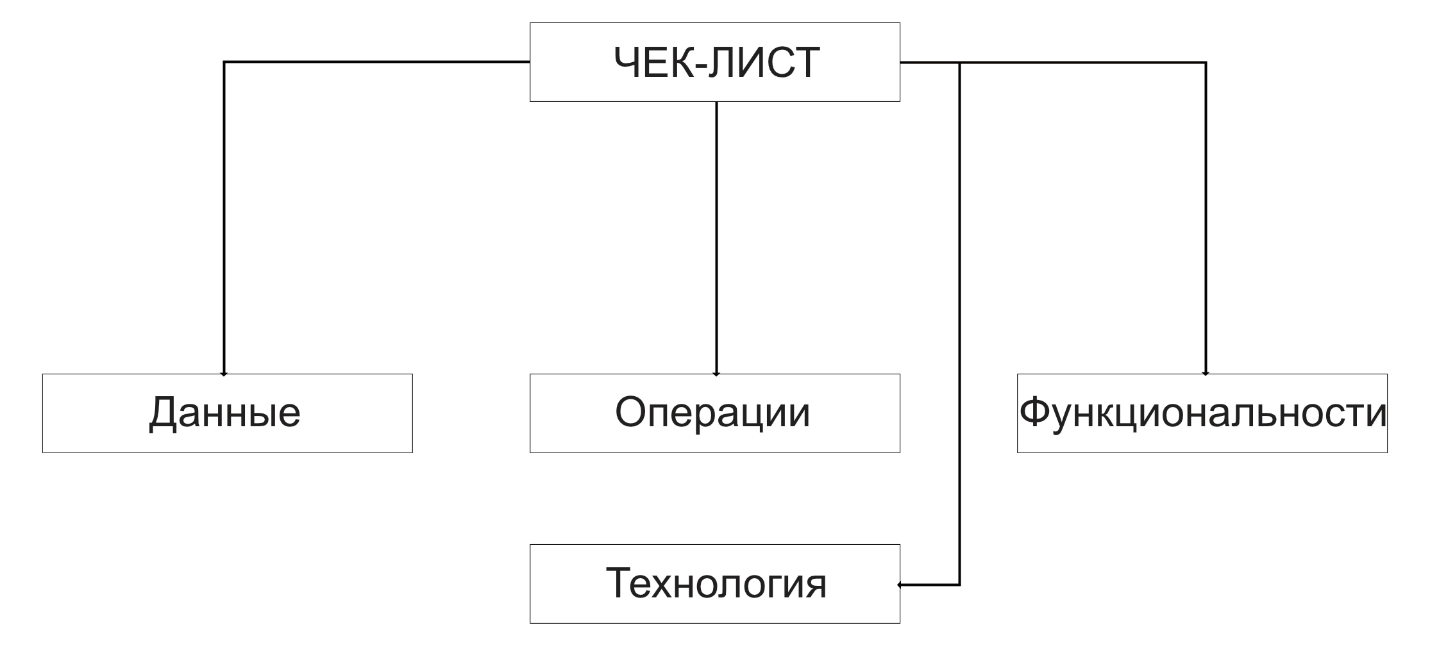 ЧЕК-ЛИСТ
Данные
Операции
Функциональности
Технология